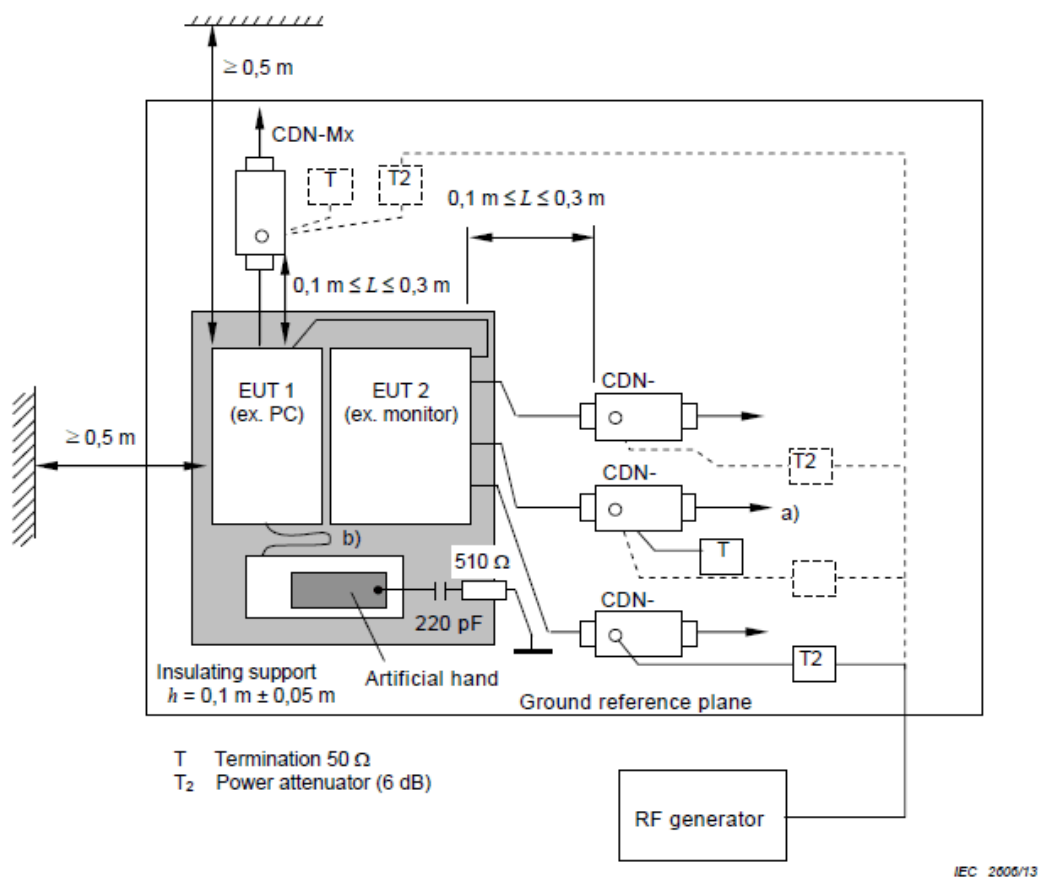 ≥ 0,5 m
CDN-Mx
T
T2
0,1 m ≤ L ≤ 0,3 m
0,1 m ≤ L ≤ 0,3 m
EUT 1
(ex. PC)
EUT 2
(ex. monitor)
CDN-
≥ 0,5 m
T2
CDN-
a)
b)
T
510 Ω
220 pF
CDN-
T2
Artificial hand
Insulating support
h = 0,1 m ± 0,05 m
Ground reference plane
T Termination 50 Ω
T₂ Power attenuator (6 dB)
RF generator
IEC 2606/13